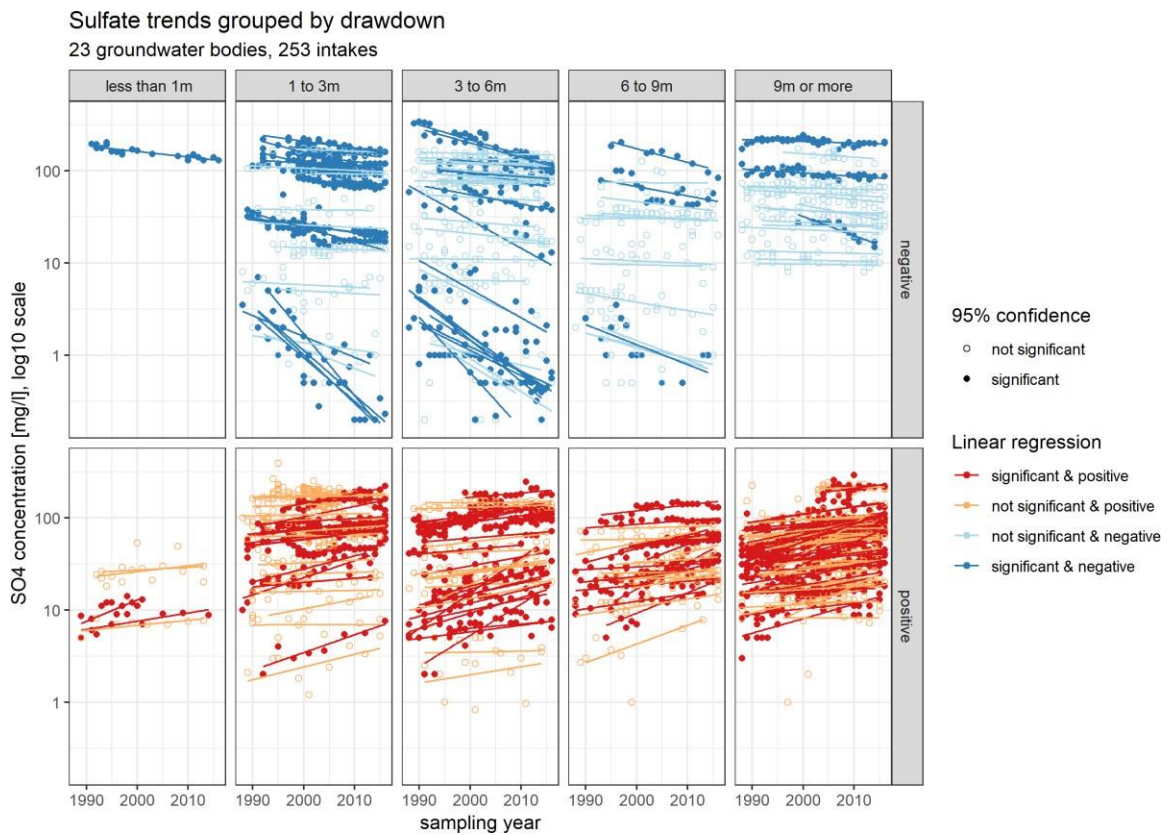 Sulfate trends grouped by drawdown
23 groundwater bodies, 253 intakes
less than 1m
1 to 3m
3 to 6m
6 to 9m
9m or more
100
10
1
negative
100
10
1
positive
SO4 concentration [mg/l], log10 scale
1990 2000 2010
1990 2000 2010
1990 2000 2010
1990 2000 2010
1990 2000 2010
sampling year
95% confidence
not significant
significant
Linear regression
significant & positive
not significant & positive
not significant & negative
significant & negative